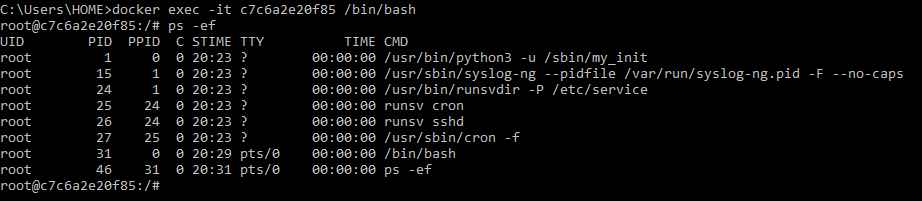 C:\Users\HOME>docker exec -it c7c6a2e20f85 /bin/bash
root@c7c6a2e20f85:/# ps -ef
UID        PID  PPID  C STIME TTY          TIME CMD
root         1     0  0 20:23 ?        00:00:00 /usr/bin/python3 -u /sbin/my_init
root        15     1  0 20:23 ?        00:00:00 /usr/sbin/syslog-ng --pidfile /var/run/syslog-ng.pid -F --no-caps
root        24     1  0 20:23 ?        00:00:00 /usr/bin/runsvdir -P /etc/service
root        25    24  0 20:23 ?        00:00:00 runsv cron
root        26    24  0 20:23 ?        00:00:00 runsv sshd
root        27    25  0 20:23 ?        00:00:00 /usr/sbin/cron -f
root        31     0  0 20:29 pts/0    00:00:00 /bin/bash
root        46    31  0 20:31 pts/0    00:00:00 ps -ef
root@c7c6a2e20f85:/#